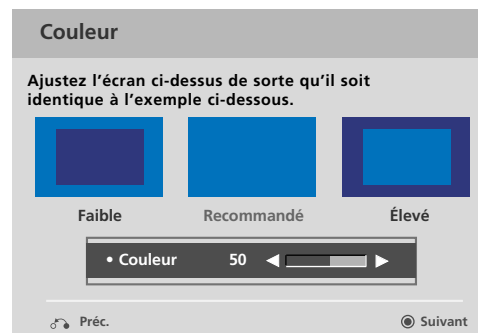 Couleur
Ajustez l'écran ci-dessus de sorte qu'il soit
identique à l'exemple ci-dessous.
Faible Recommandé Élevé
• Couleur 50
Préc. Suivant